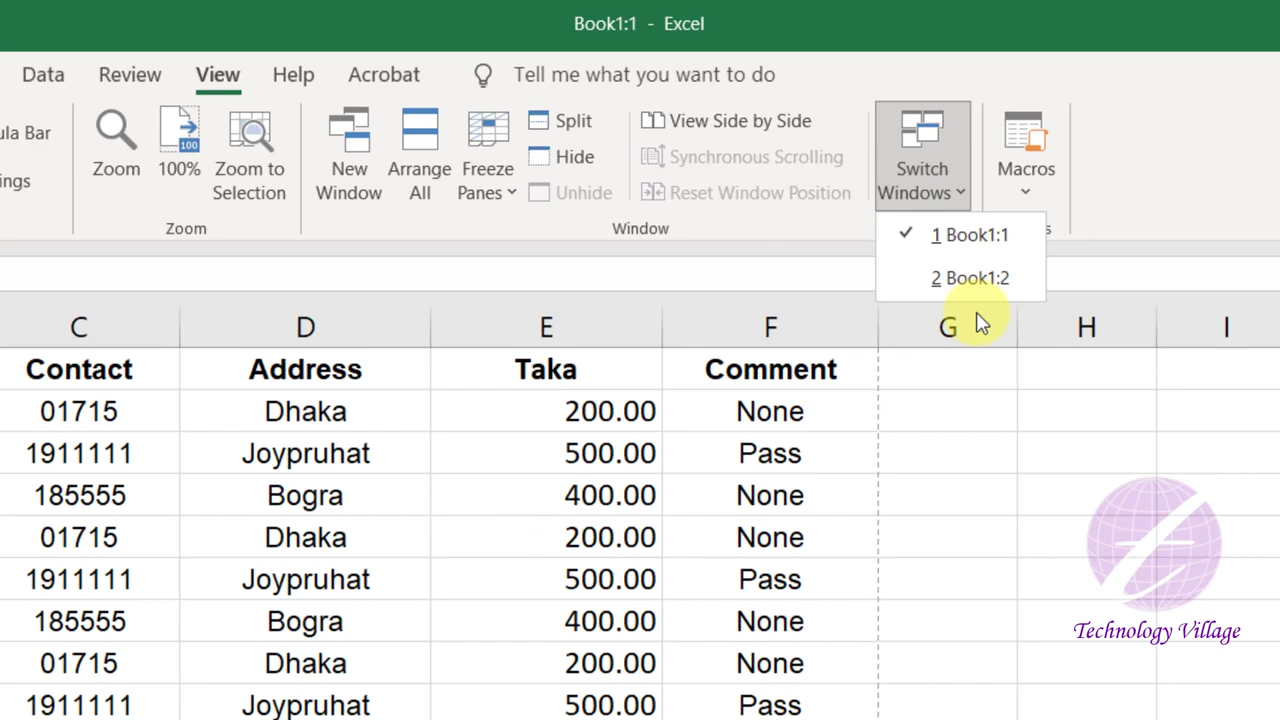 Book1:1 - Excel
Data Review View Help Acrobat Tell me what you want to do
ula Bar
ngs
Zoom
100%
100
Zoom to
Selection
Zoom
New
Window
Arrange
All
Freeze
Panes
Split
Hide
Unhide
View Side by Side
Synchronous Scrolling
Reset Window Position
Window
Switch
Windows
Macros
s
1 Book1:1
2 Book1:2
C D E F G H I
Contact Address Taka Comment
01715 Dhaka 200.00 None
1911111 Joypruhat 500.00 Pass
185555 Bogra 400.00 None
01715 Dhaka 200.00 None
1911111 Joypruhat 500.00 Pass
185555 Bogra 400.00 None
01715 Dhaka 200.00 None
1911111 Joypruhat 500.00 Pass
Technology Village